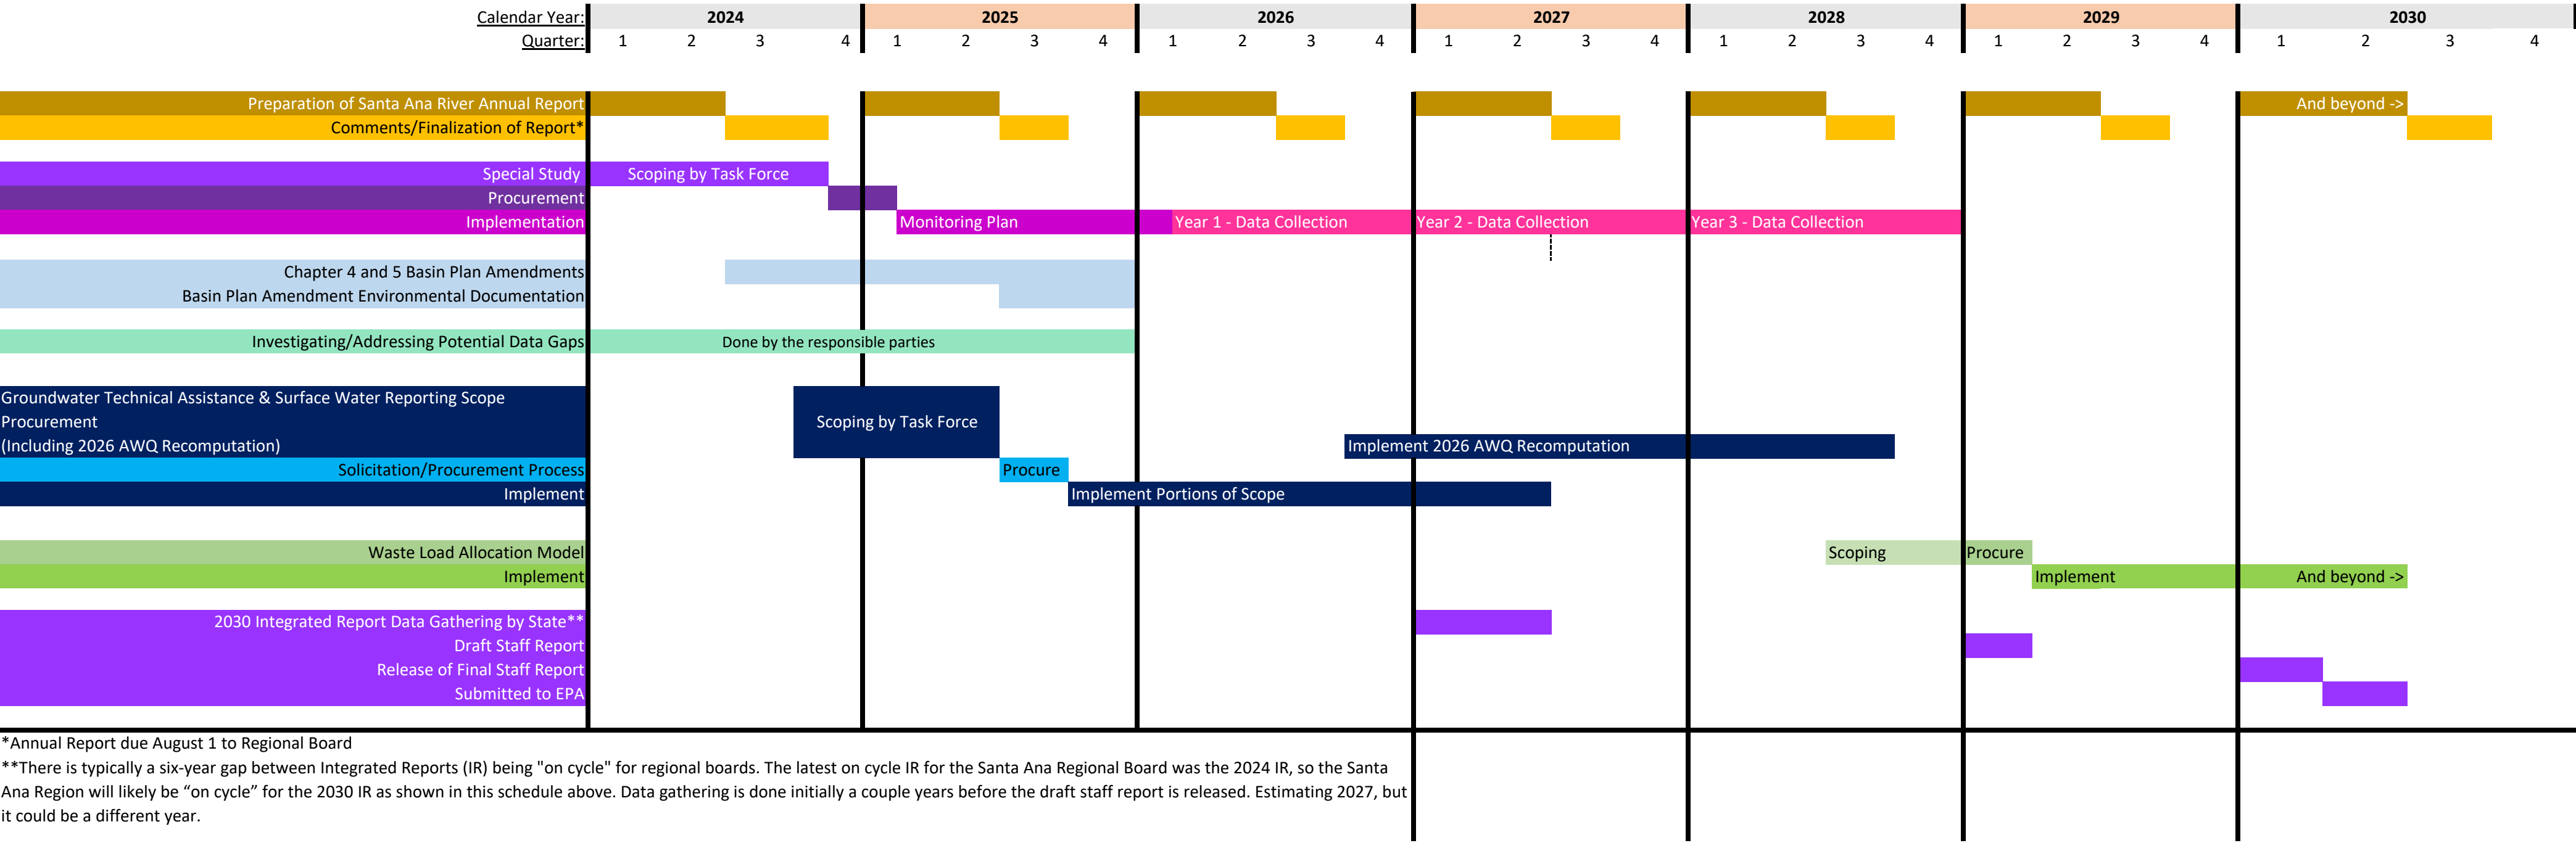 Calendar Year: 2024 2025 2026 2027 2028 2029 2030
Quarter: 1 2 3 4 1 2 3 4 1 2 3 4 1 2 3 4 1 2 3 4 1 2 3 4 1 2 3 4
Preparation of Santa Ana River Annual Report And beyond ->
Comments/Finalization of Report*
Special Study Scoping by Task Force
Procurement
Implementation Monitoring Plan Year 1 - Data Collection Year 2 - Data Collection Year 3 - Data Collection
Chapter 4 and 5 Basin Plan Amendments
Basin Plan Amendment Environmental Documentation
Investigating/Addressing Potential Data Gaps Done by the responsible parties
Groundwater Technical Assistance & Surface Water Reporting Scope
Procurement Scoping by Task Force
(Including 2026 AWQ Recomputation) Implement 2026 AWQ Recomputation
Solicitation/Procurement Process Procure
Implement Implement Portions of Scope
Waste Load Allocation Model Scoping Procure
Implement Implement And beyond ->
2030 Integrated Report Data Gathering by State**
Draft Staff Report
Release of Final Staff Report
Submitted to EPA
*Annual Report due August 1 to Regional Board
**There is typically a six-year gap between Integrated Reports (IR) being "on cycle" for regional boards. The latest on cycle IR for the Santa Ana Regional Board was the 2024 IR, so the Santa
Ana Region will likely be “on cycle” for the 2030 IR as shown in this schedule above. Data gathering is done initially a couple years before the draft staff report is released. Estimating 2027, but
it could be a different year.